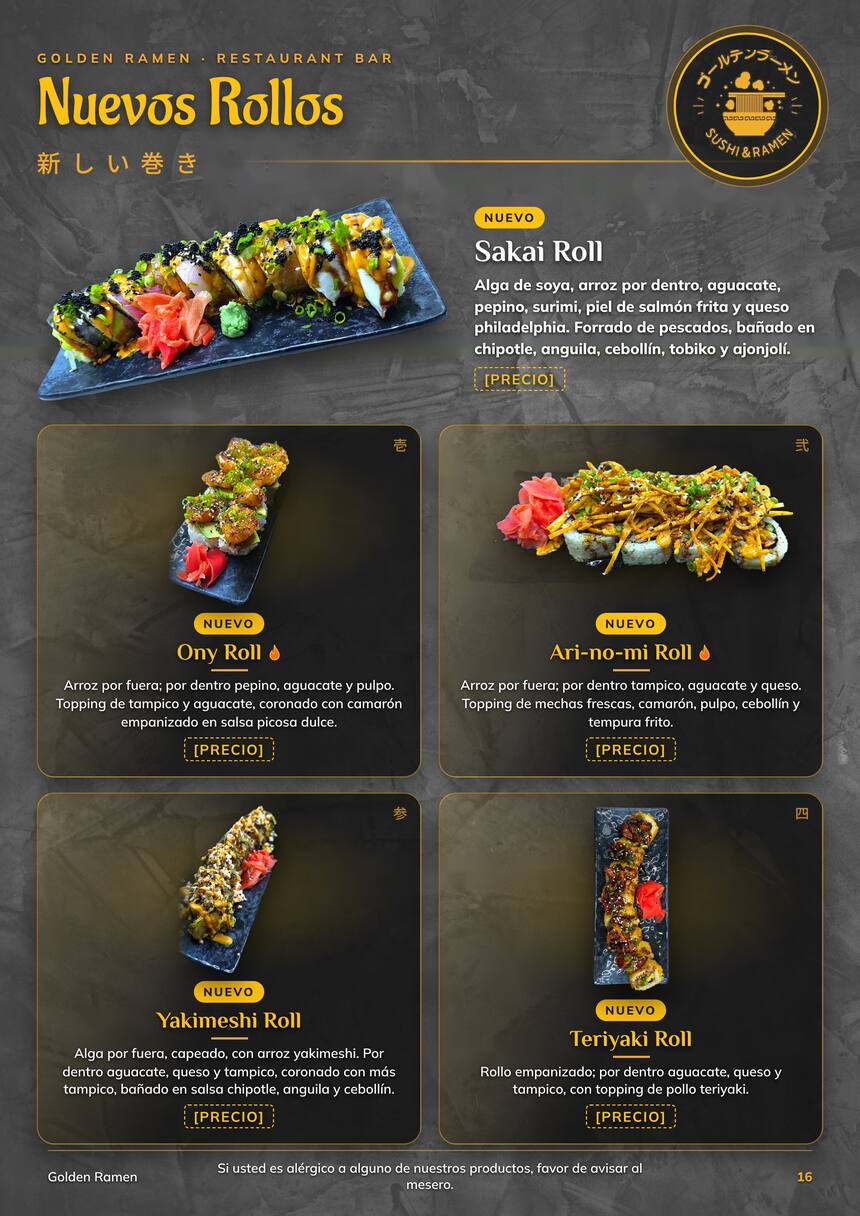 GOLDEN RAMEN · RESTAURANT BAR
Nuevos Rollos
新しい巻き
ゴールデンラーメン
SUSHI & RAMEN
NUEVO
Sakai Roll
Alga de soya, arroz por dentro, aguacate,
pepino, surimi, piel de salmón frita y queso
philadelphia. Forrado de pescados, bañado en
chipotle, anguila, cebollín, tobiko y ajonjolí.
[PRECIO]
壱
NUEVO
Ony Roll
Arroz por fuera; por dentro pepino, aguacate y pulpo.
Topping de tampico y aguacate, coronado con camarón
empanizado en salsa picosa dulce.
[PRECIO]
弐
NUEVO
Ari-no-mi Roll
Arroz por fuera; por dentro tampico, aguacate y queso.
Topping de mechas frescas, camarón, pulpo, cebollín y
tempura frito.
[PRECIO]
参
NUEVO
Yakimeshi Roll
Alga por fuera, capeado, con arroz yakimeshi. Por
dentro aguacate, queso y tampico, coronado con más
tampico, bañado en salsa chipotle, anguila y cebollín.
[PRECIO]
四
NUEVO
Teriyaki Roll
Rollo empanizado; por dentro aguacate, queso y
tampico, con topping de pollo teriyaki.
[PRECIO]
Golden Ramen
Si usted es alérgico a alguno de nuestros productos, favor de avisar al
mesero.
16